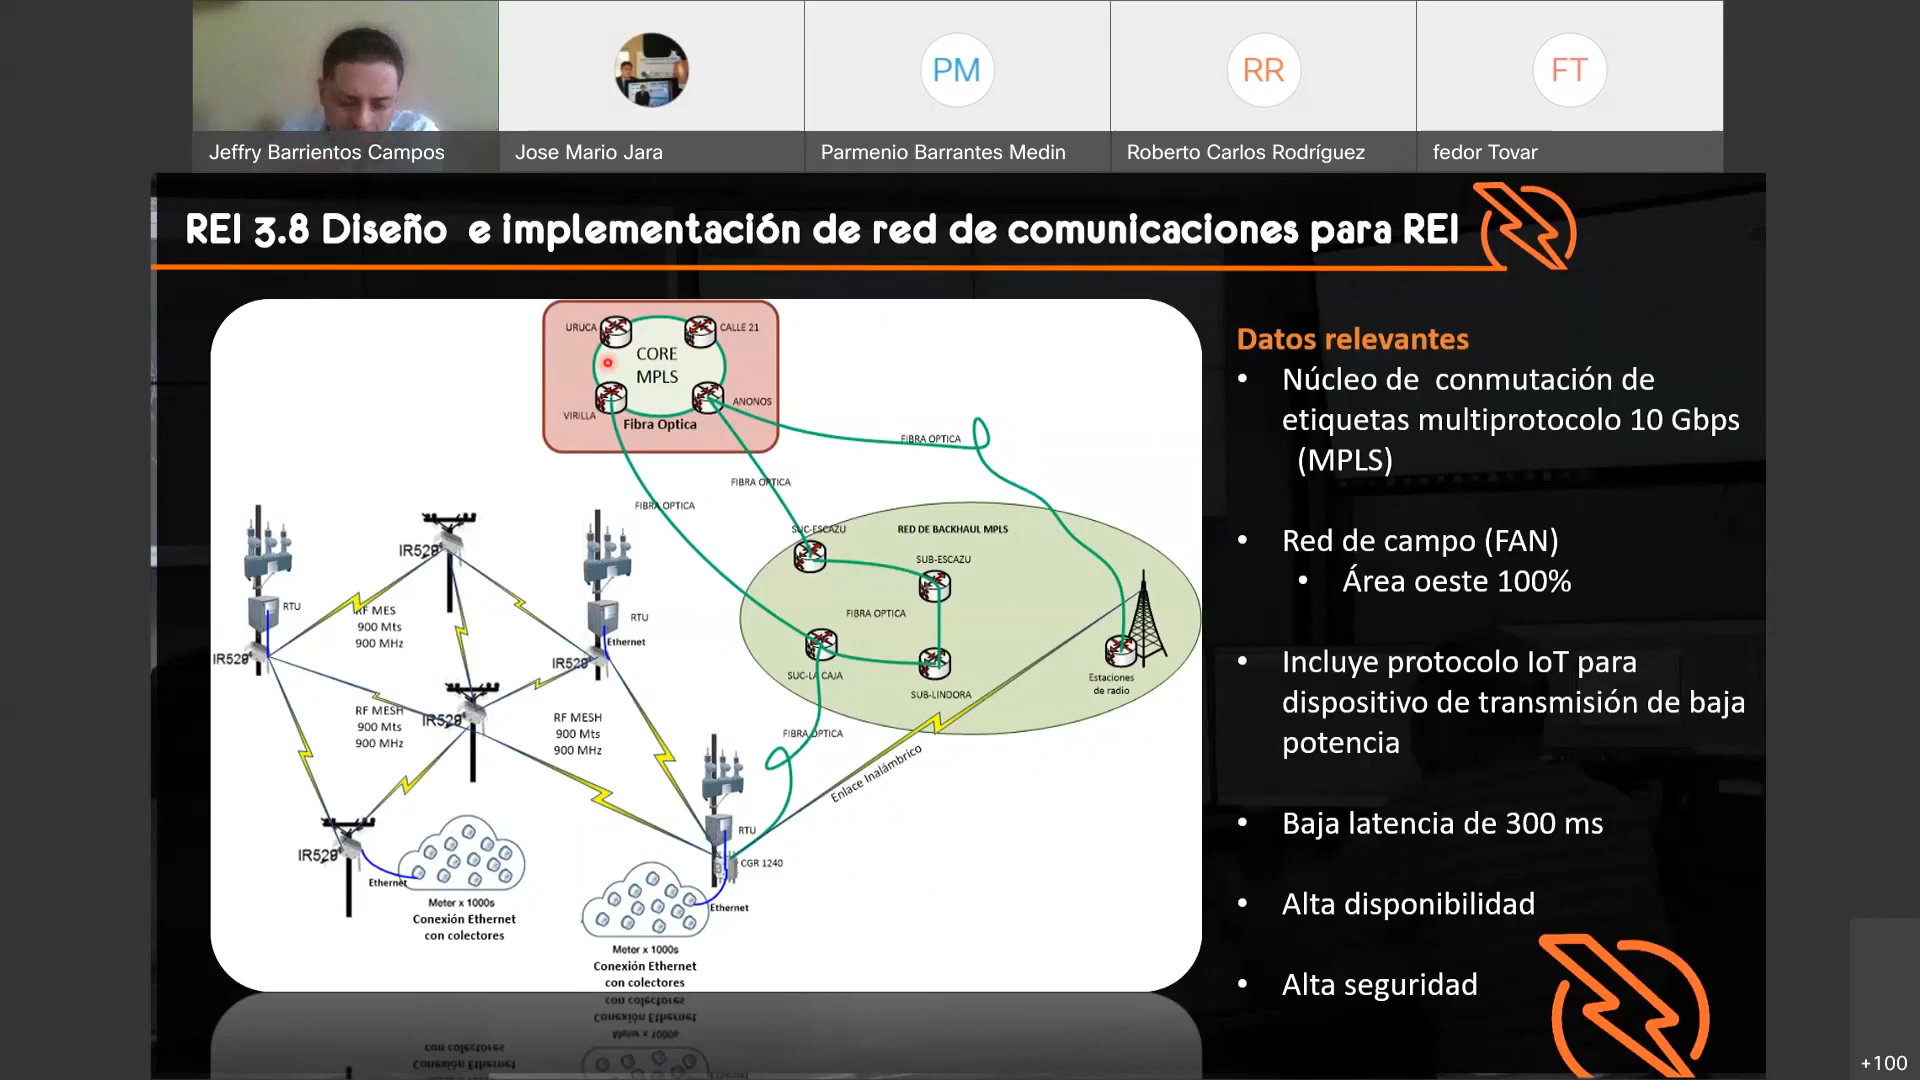 PM
RR
FT
Jeffry Barrientos Campos
Jose Mario Jara
Parmenio Barrantes Medin
Roberto Carlos Rodríguez
fedor Tovar
REI 3.8 Diseño e implementación de red de comunicaciones para REI
URUCA
CALLE 21
CORE
MPLS
VIRILLA
ANONOS
Fibra Optica
FIBRA OPTICA
FIBRA OPTICA
FIBRA OPTICA
SUC-ESCAZU
RED DE BACKHAUL MPLS
SUB-ESCAZU
FIBRA OPTICA
SUC-LA CAJA
SUB-LINDORA
Estaciones
de radio
FIBRA OPTICA
Enlace Inalámbrico
IR529
RTU
RF MES
900 Mts
900 MHz
RTU
Ethernet
IR529
IR529
RF MESH
900 Mts
900 MHz
IR529
RF MESH
900 Mts
900 MHz
IR529
Ethernet
Meter x 1000s
Conexión Ethernet
con colectores
RTU
CGR 1240
Ethernet
Meter x 1000s
Conexión Ethernet
con colectores
Datos relevantes
• Núcleo de conmutación de
etiquetas multiprotocolo 10 Gbps
(MPLS)
• Red de campo (FAN)
• Área oeste 100%
• Incluye protocolo IoT para
dispositivo de transmisión de baja
potencia
• Baja latencia de 300 ms
• Alta disponibilidad
• Alta seguridad
+100